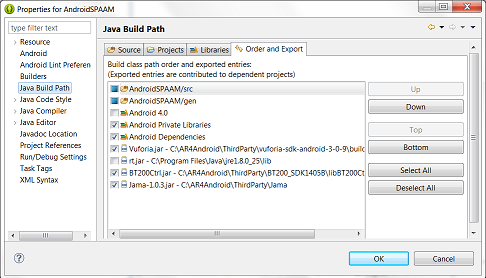 Properties for AndroidSPAAM
type filter text
Resource
Android
Android Lint Preferen
Builders
Java Build Path
Java Code Style
Java Compiler
Java Editor
Javadoc Location
Project References
Run/Debug Settings
Task Tags
XML Syntax
Java Build Path
Source
Projects
Libraries
Order and Export
Build class path order and exported entries:
(Exported entries are contributed to dependent projects)
AndroidSPAAM/src
AndroidSPAAM/gen
Android 4.0
Android Private Libraries
Android Dependencies
Vuforia.jar - C:\AR4Android\ThirdParty\vuforia-sdk-android-3-0-9\build
rt.jar - C:\Program Files\Java\jre1.8.0_25\lib
BT200Ctrl.jar - C:\AR4Android\ThirdParty\BT200_SDK1405B\libBT200Ct
Jama-1.0.3.jar - C:\AR4Android\ThirdParty\Jama
Up
Down
Top
Bottom
Select All
Deselect All
OK
Cancel